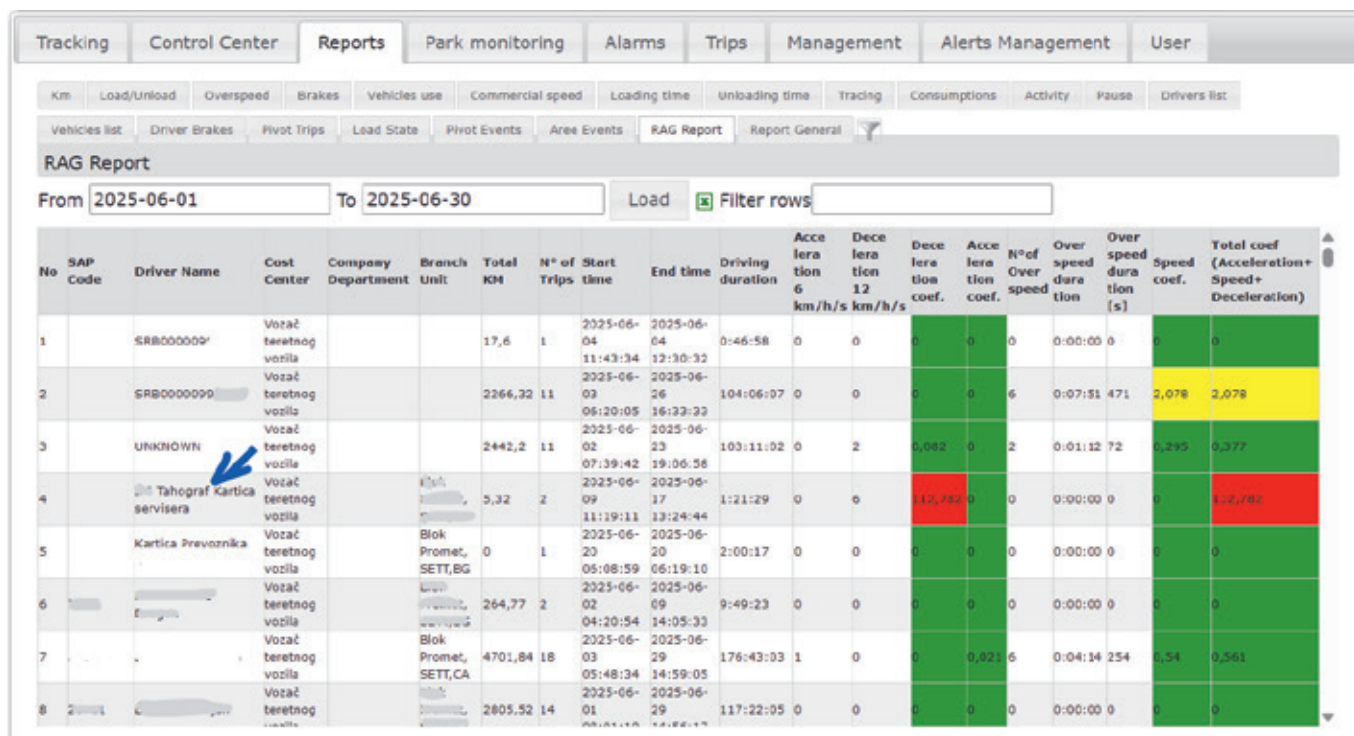 Tracking Control Center Reports Park monitoring Alarms Trips Management Alerts Management User
Km Load/Unload Overspeed Brakes Vehicles use Commercial speed Loading time Unloading time Tracing Consumptions Activity Pause Drivers list
Vehicles list Driver Brakes Pivot Trips Load State Pivot Events Aree Events RAG Report Report General
RAG Report
From 2025-06-01 To 2025-06-30 Load Filter rows
No SAP Code Driver Name Cost Center Company Department Branch Unit Total KM N° of Trips Start time End time Driving duration Acce lera tion 6 km/h/s Dece lera tion 12 km/h/s Dece lera tion coef. Acce lera tion coef. N°of Over speed Over speed dura tion Over speed dura tion [s] Speed coef. Total coef (Acceleration+ Speed+ Deceleration)
1 SRB000009 Vozač teretnog vozila 17,6 1 2025-06-04 11:43:34 2025-06-04 12:30:32 0:46:58 0 0 0 0 0 0:00:00 0 0 0
2 SRB0000099 Vozač teretnog vozila 2266,32 11 2025-06-03 06:20:05 2025-06-26 16:33:33 104:06:07 0 0 0 0 6 0:07:51 471 2,078 2,078
3 UNKNOWN Vozač teretnog vozila 2442,2 11 2025-06-02 07:39:42 2025-06-23 19:06:58 103:11:02 0 2 0,082 0 2 0:01:12 72 0,295 0,377
4 Tahograf Kartica servisera Vozač teretnog vozila 5,32 2 2025-06-09 11:19:11 2025-06-17 13:24:44 1:21:29 0 6 112,782 0 0 0:00:00 0 0 112,782
5 Kartica Prevoznika Vozač teretnog vozila Blok Promet, SETT,BG 0 1 2025-06-20 05:08:59 2025-06-20 06:19:10 2:00:17 0 0 0 0 0 0:00:00 0 0 0
6 Vozač teretnog vozila 264,77 2 2025-06-02 04:20:54 2025-06-09 14:05:33 9:49:23 0 0 0 0 0 0:00:00 0 0 0
7 Vozač teretnog vozila Blok Promet, SETT,CA 4701,84 18 2025-06-03 05:48:34 2025-06-29 14:59:05 176:43:03 1 0 0 0,021 6 0:04:14 254 0,54 0,561
8 Vozač teretnog 2805,52 14 2025-06-01 2025-06-29 117:22:05 0 0 0 0 0 0:00:00 0 0 0